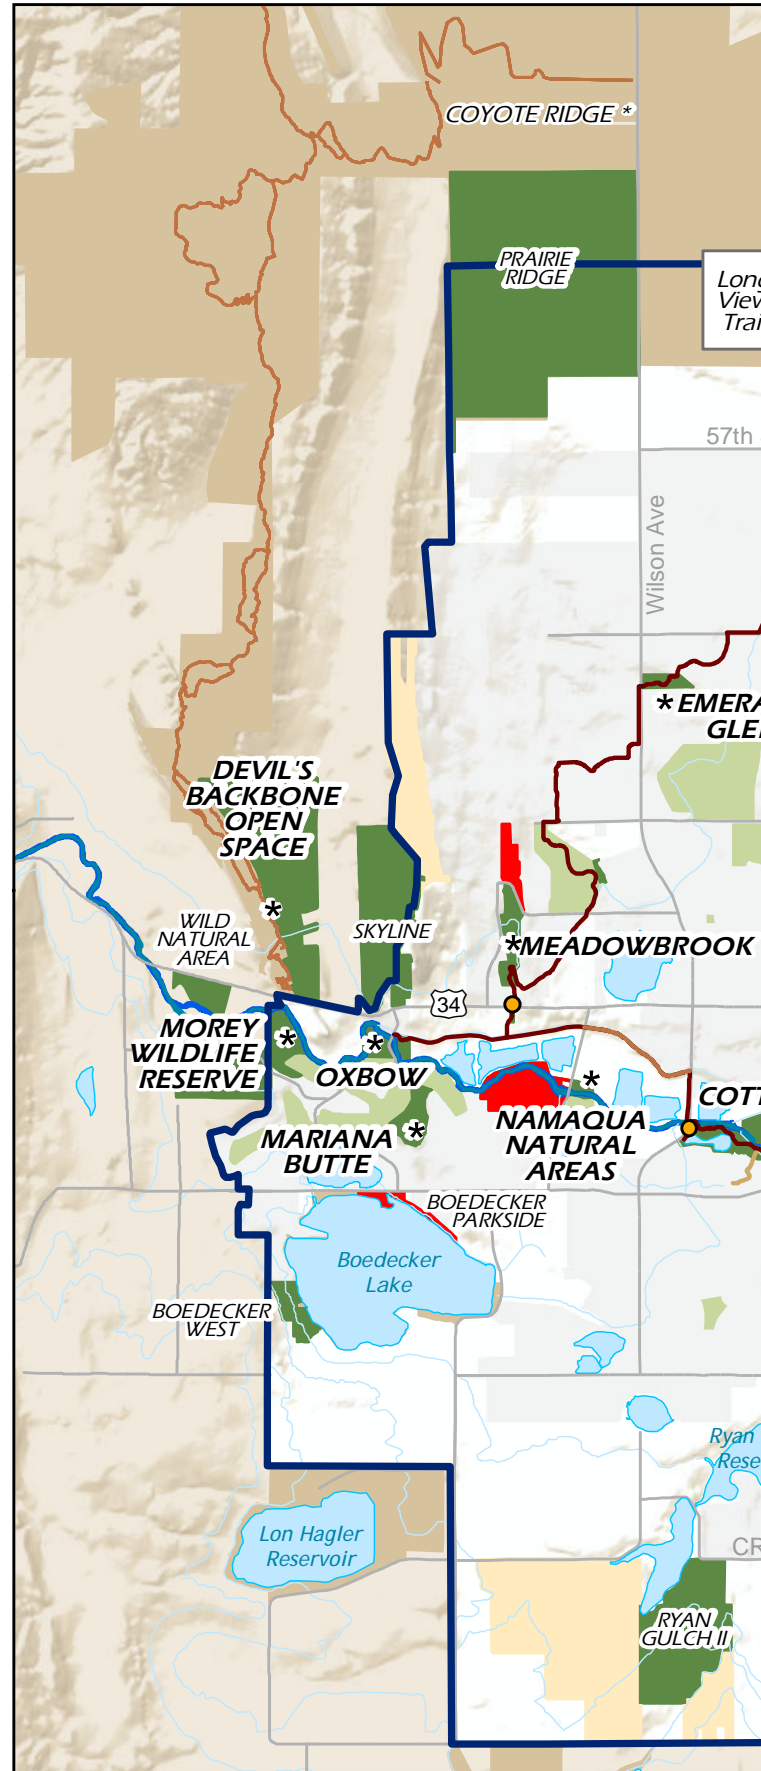 COYOTE RIDGE *
PRAIRIE
RIDGE
Long
View
Trai
57th
Wilson Ave
* EMERA
GLE
DEVIL'S
BACKBONE
OPEN
SPACE
*
WILD
NATURAL
AREA
SKYLINE
*MEADOWBROOK
34
MOREY
WILDLIFE
RESERVE
*
*
OXBOW
*
COTT
NAMAQUA
NATURAL
AREAS
MARIANA
BUTTE
*
BOEDECKER
PARKSIDE
Boedecker
Lake
BOEDECKER
WEST
Ryan
Rese
Lon Hagler
Reservoir
CR
RYAN
GULCH II